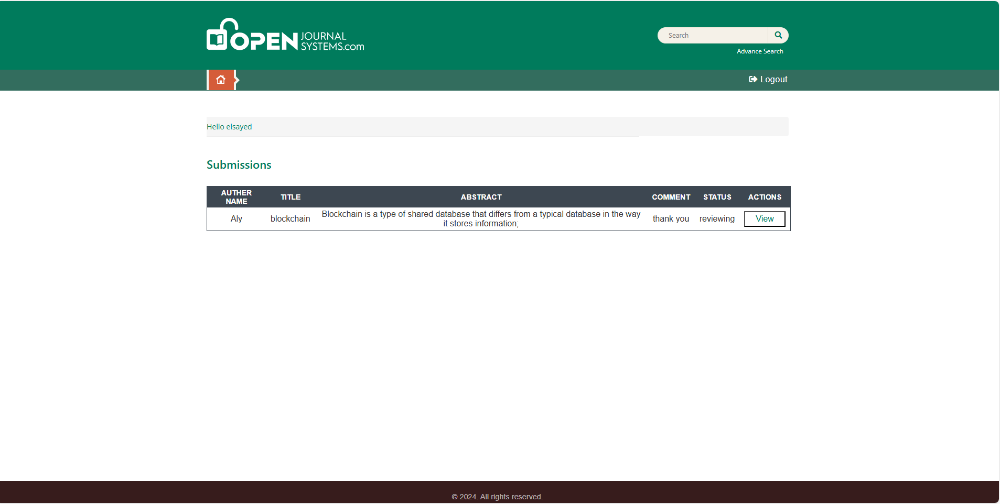 OPEN JOURNAL
SYSTEMS.com
Search
Advance Search
Logout
Hello elsayed
Submissions
AUTHER
NAME
TITLE
ABSTRACT
COMMENT
STATUS
ACTIONS
Aly
blockchain
Blockchain is a type of shared database that differs from a typical database in the way
it stores information;
thank you
reviewing
View
© 2024. All rights reserved.